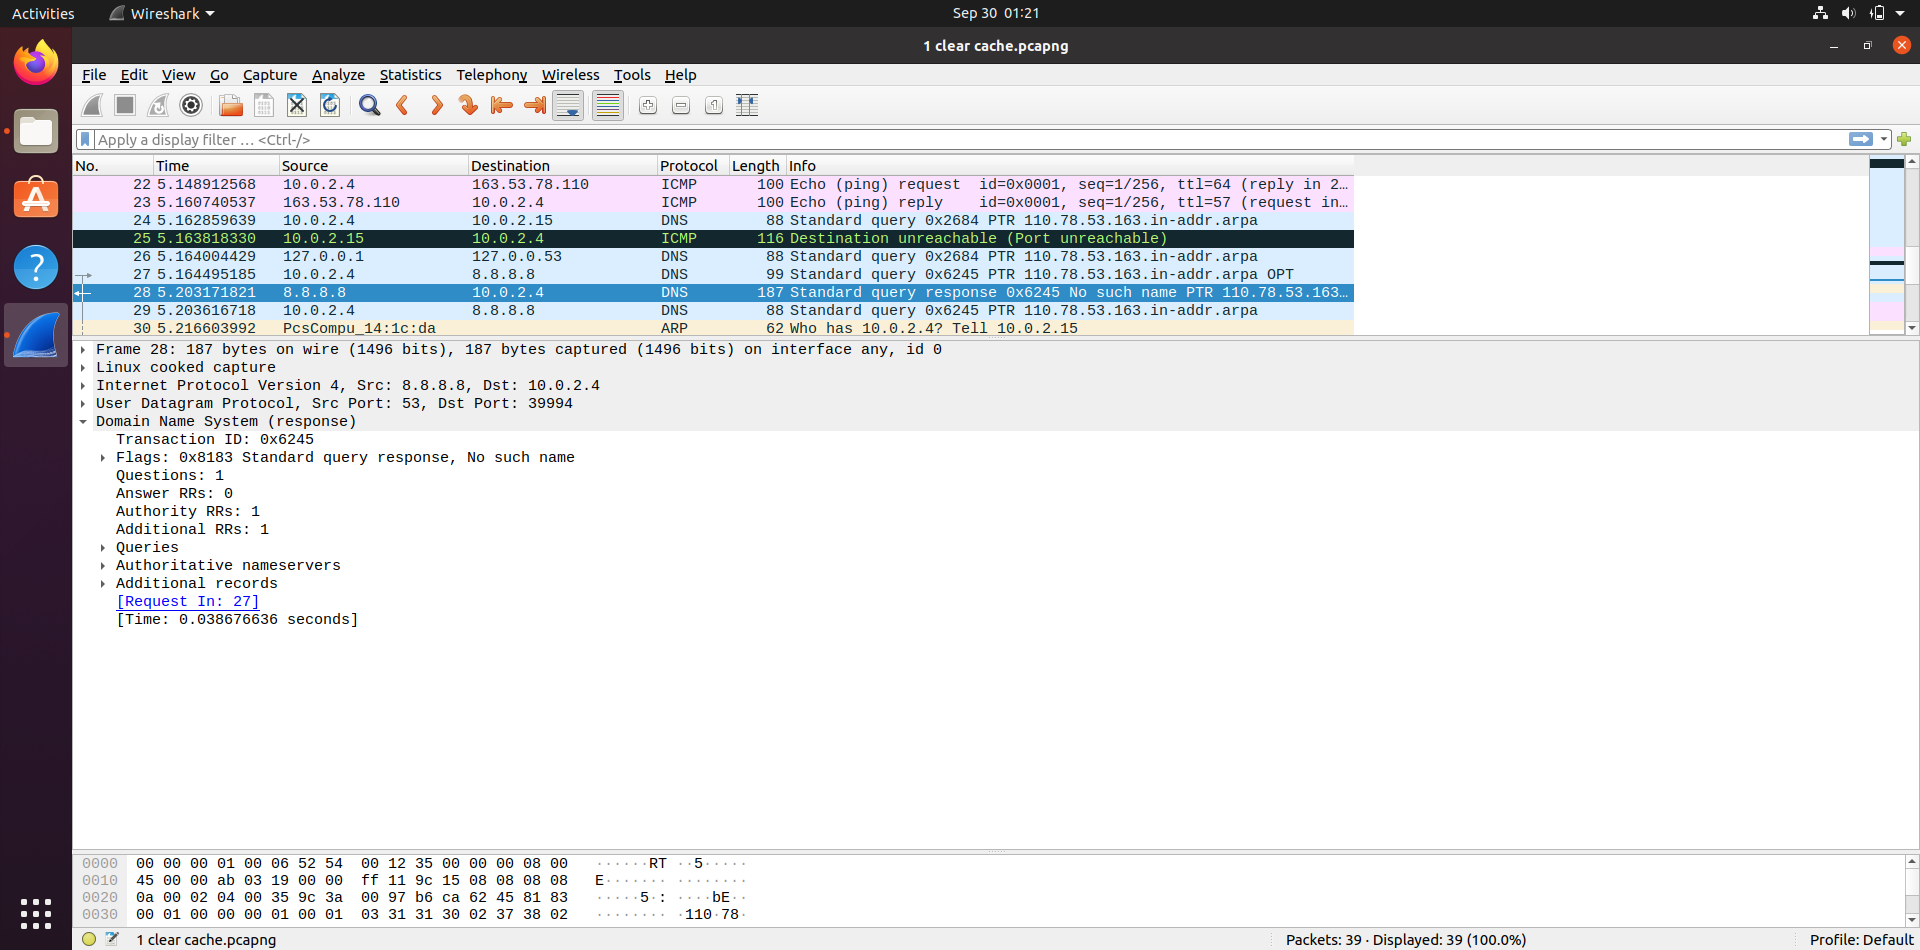 Activities Wireshark Sep 30 01:21
1 clear cache.pcapng
File Edit View Go Capture Analyze Statistics Telephony Wireless Tools Help
Apply a display filter … <Ctrl-/>
No. Time Source Destination Protocol Length Info
22 5.148912568 10.0.2.4 163.53.78.110 ICMP 100 Echo (ping) request id=0x0001, seq=1/256, ttl=64 (reply in 2…
23 5.160740537 163.53.78.110 10.0.2.4 ICMP 100 Echo (ping) reply id=0x0001, seq=1/256, ttl=57 (request in…
24 5.162859639 10.0.2.4 10.0.2.15 DNS 88 Standard query 0x2684 PTR 110.78.53.163.in-addr.arpa
25 5.163818330 10.0.2.15 10.0.2.4 ICMP 116 Destination unreachable (Port unreachable)
26 5.164004429 127.0.0.1 127.0.0.53 DNS 88 Standard query 0x2684 PTR 110.78.53.163.in-addr.arpa
27 5.164495185 10.0.2.4 8.8.8.8 DNS 99 Standard query 0x6245 PTR 110.78.53.163.in-addr.arpa OPT
28 5.203171821 8.8.8.8 10.0.2.4 DNS 187 Standard query response 0x6245 No such name PTR 110.78.53.163…
29 5.203616718 10.0.2.4 8.8.8.8 DNS 88 Standard query 0x6245 PTR 110.78.53.163.in-addr.arpa
30 5.216603992 PcsCompu_14:1c:da ARP 62 Who has 10.0.2.4? Tell 10.0.2.15
Frame 28: 187 bytes on wire (1496 bits), 187 bytes captured (1496 bits) on interface any, id 0
Linux cooked capture
Internet Protocol Version 4, Src: 8.8.8.8, Dst: 10.0.2.4
User Datagram Protocol, Src Port: 53, Dst Port: 39994
Domain Name System (response)
Transaction ID: 0x6245
Flags: 0x8183 Standard query response, No such name
Questions: 1
Answer RRs: 0
Authority RRs: 1
Additional RRs: 1
Queries
Authoritative nameservers
Additional records
[Request In: 27]
[Time: 0.038676636 seconds]
0000 00 00 00 01 00 06 52 54 00 12 35 00 00 00 08 00 ······RT ··5·····
0010 45 00 00 ab 03 19 00 00 ff 11 9c 15 08 08 08 08 E······· ········
0020 0a 00 02 04 00 35 9c 3a 00 97 b6 ca 62 45 81 83 ·····5·: ····bE··
0030 00 01 00 00 00 01 00 01 03 31 31 30 02 37 38 02 ········ ·110·78·
1 clear cache.pcapng Packets: 39 · Displayed: 39 (100.0%) Profile: Default